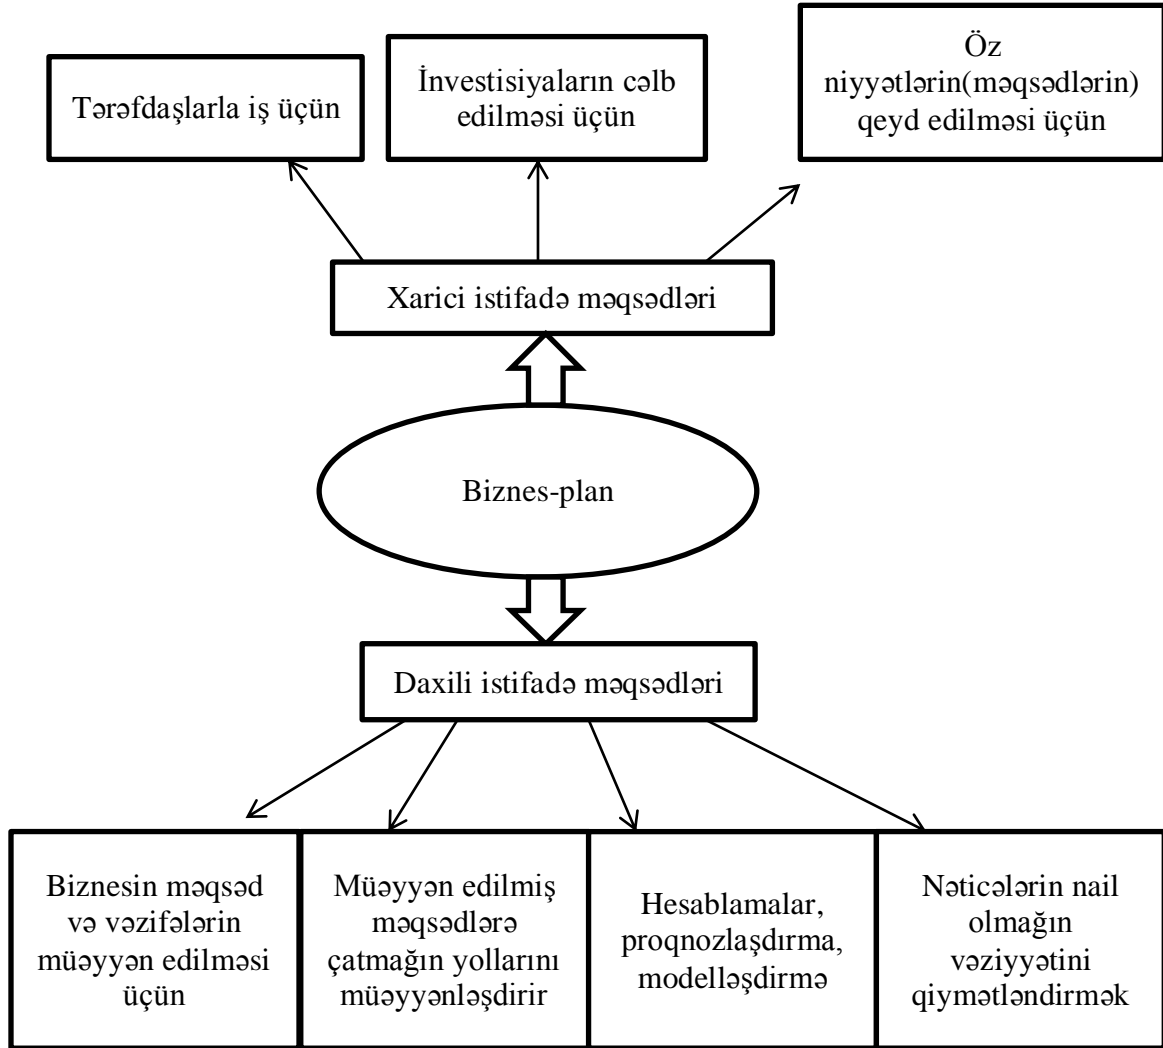 Tərəfdaşlarla iş üçün
İnvestisiyaların cəlb
edilməsi üçün
Öz
niyyətlərin(məqsədlərin)
qeyd edilməsi üçün
Xarici istifadə məqsədləri
Biznes-plan
Daxili istifadə məqsədləri
Biznesin məqsəd
və vəzifələrin
müəyyən edilməsi
üçün
Müəyyən edilmiş
məqsədlərə
çatmağın yollarını
müəyyənləşdirir
Hesablamalar,
proqnozlaşdırma,
modelləşdirmə
Nəticələrin nail
olmağın
vəziyyətini
qiymətləndirmək